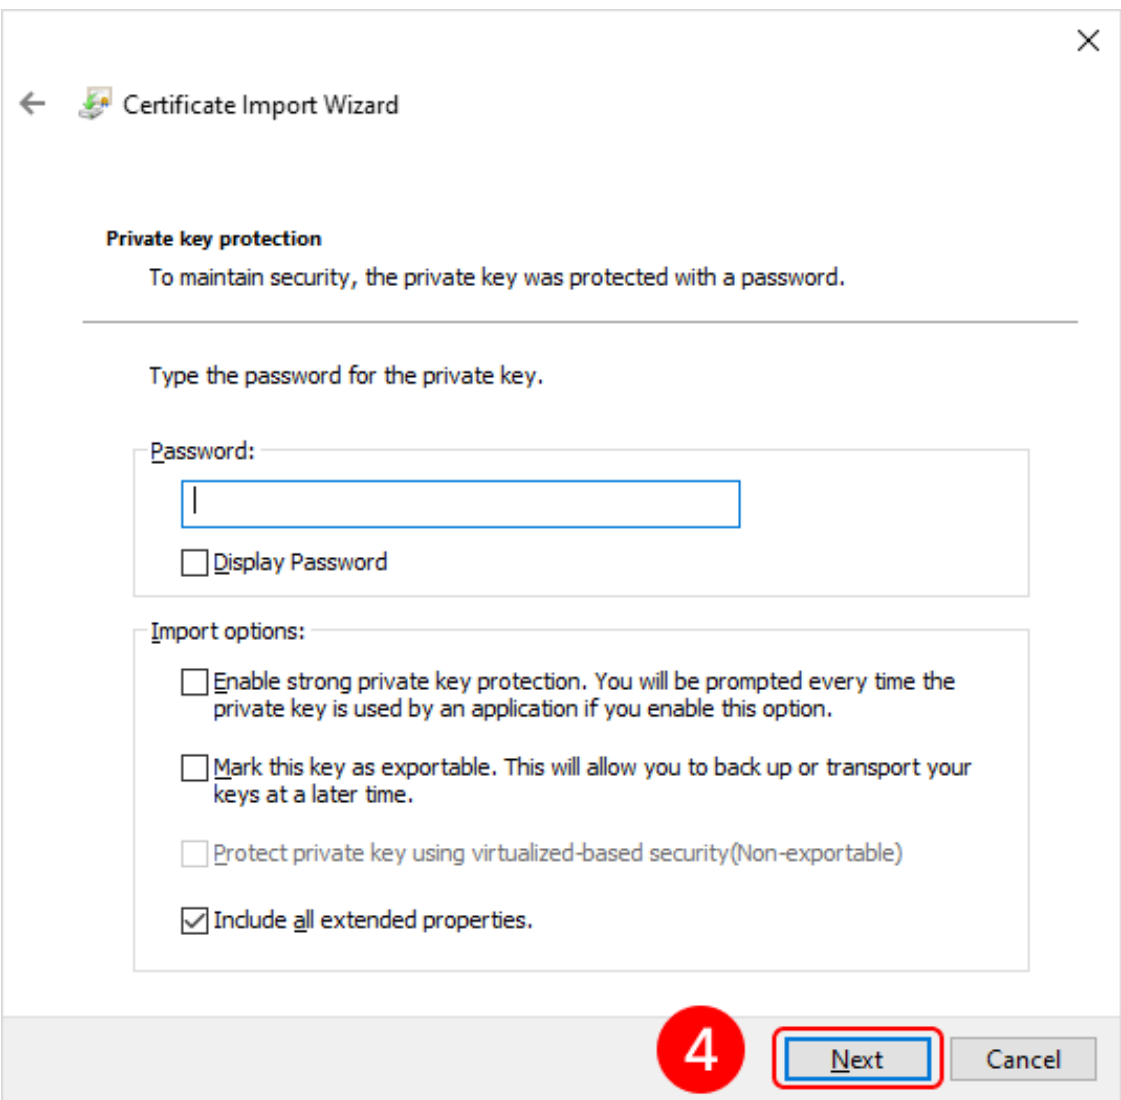 Certificate Import Wizard
Private key protection
To maintain security, the private key was protected with a password.
Type the password for the private key.
Password:
Display Password
Import options:
Enable strong private key protection. You will be prompted every time the
private key is used by an application if you enable this option.
Mark this key as exportable. This will allow you to back up or transport your
keys at a later time.
Protect private key using virtualized-based security(Non-exportable)
Include all extended properties.
4
Next
Cancel